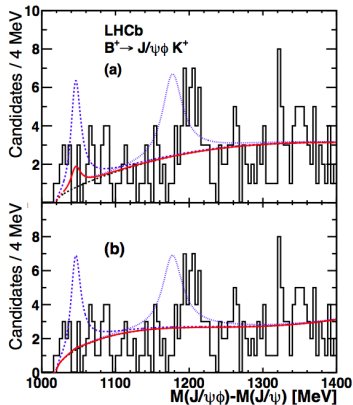 LHCb
B⁺→ J/ψφ K⁺
(a)
Candidates / 4 MeV
10
8
6
4
2
0
(b)
Candidates / 4 MeV
8
6
4
2
0
1000 1100 1200 1300 1400
M(J/ψφ)-M(J/ψ) [MeV]